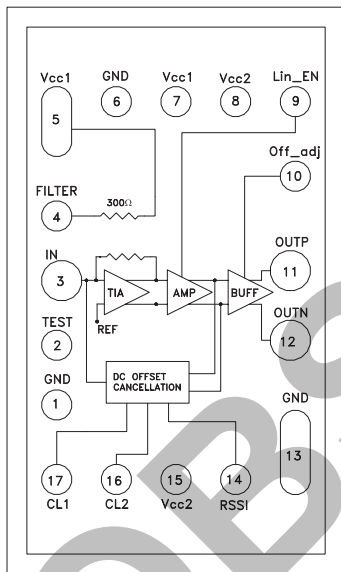 Vcc1
GND
Vcc1
Vcc2
Lin_EN
5
6
7
8
9
Off_adj
10
FILTER
4
300Ω
IN
3
TIA
AMP
BUFF
OUTP
11
REF
TEST
2
OUTN
12
GND
1
DC OFFSET
CANCELLATION
GND
13
17
16
15
14
CL1
CL2
Vcc2
RSSI